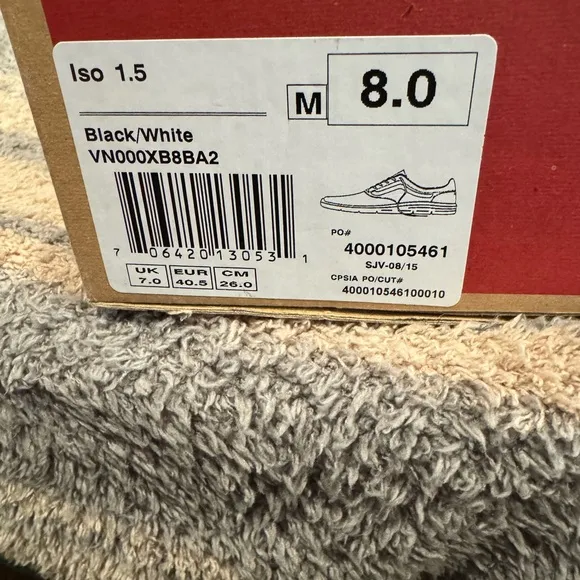 Iso 1.5
M
8.0
Black/White
VN000XB8BA2
7 06420 13053 1
PO#
4000105461
SJV-08/15
CPSIA PO/CUT#
400010546100010
UK EUR CM
7.0 40.5 26.0